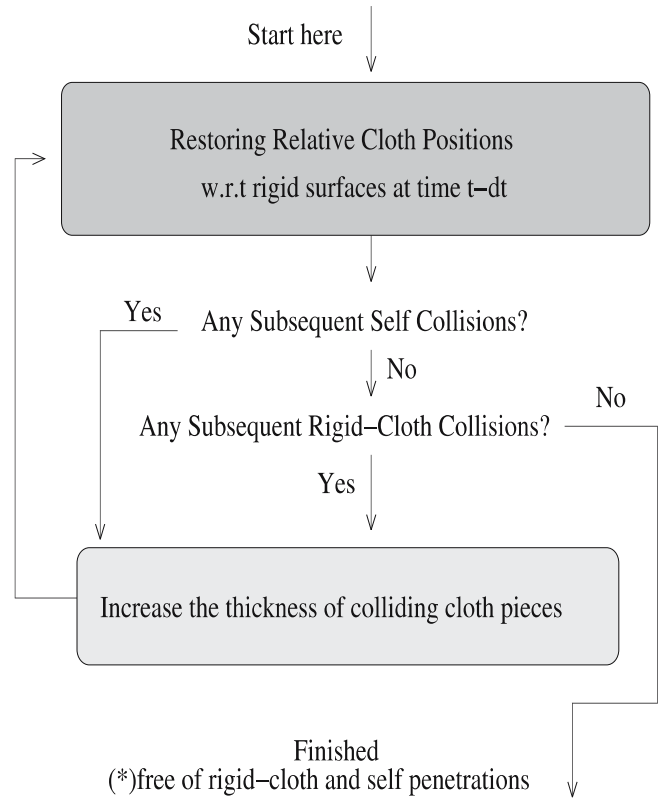 Start here
Restoring Relative Cloth Positions
w.r.t rigid surfaces at time t−dt
Yes
Any Subsequent Self Collisions?
No
No
Any Subsequent Rigid−Cloth Collisions?
Yes
Increase the thickness of colliding cloth pieces
Finished
(*)free of rigid−cloth and self penetrations